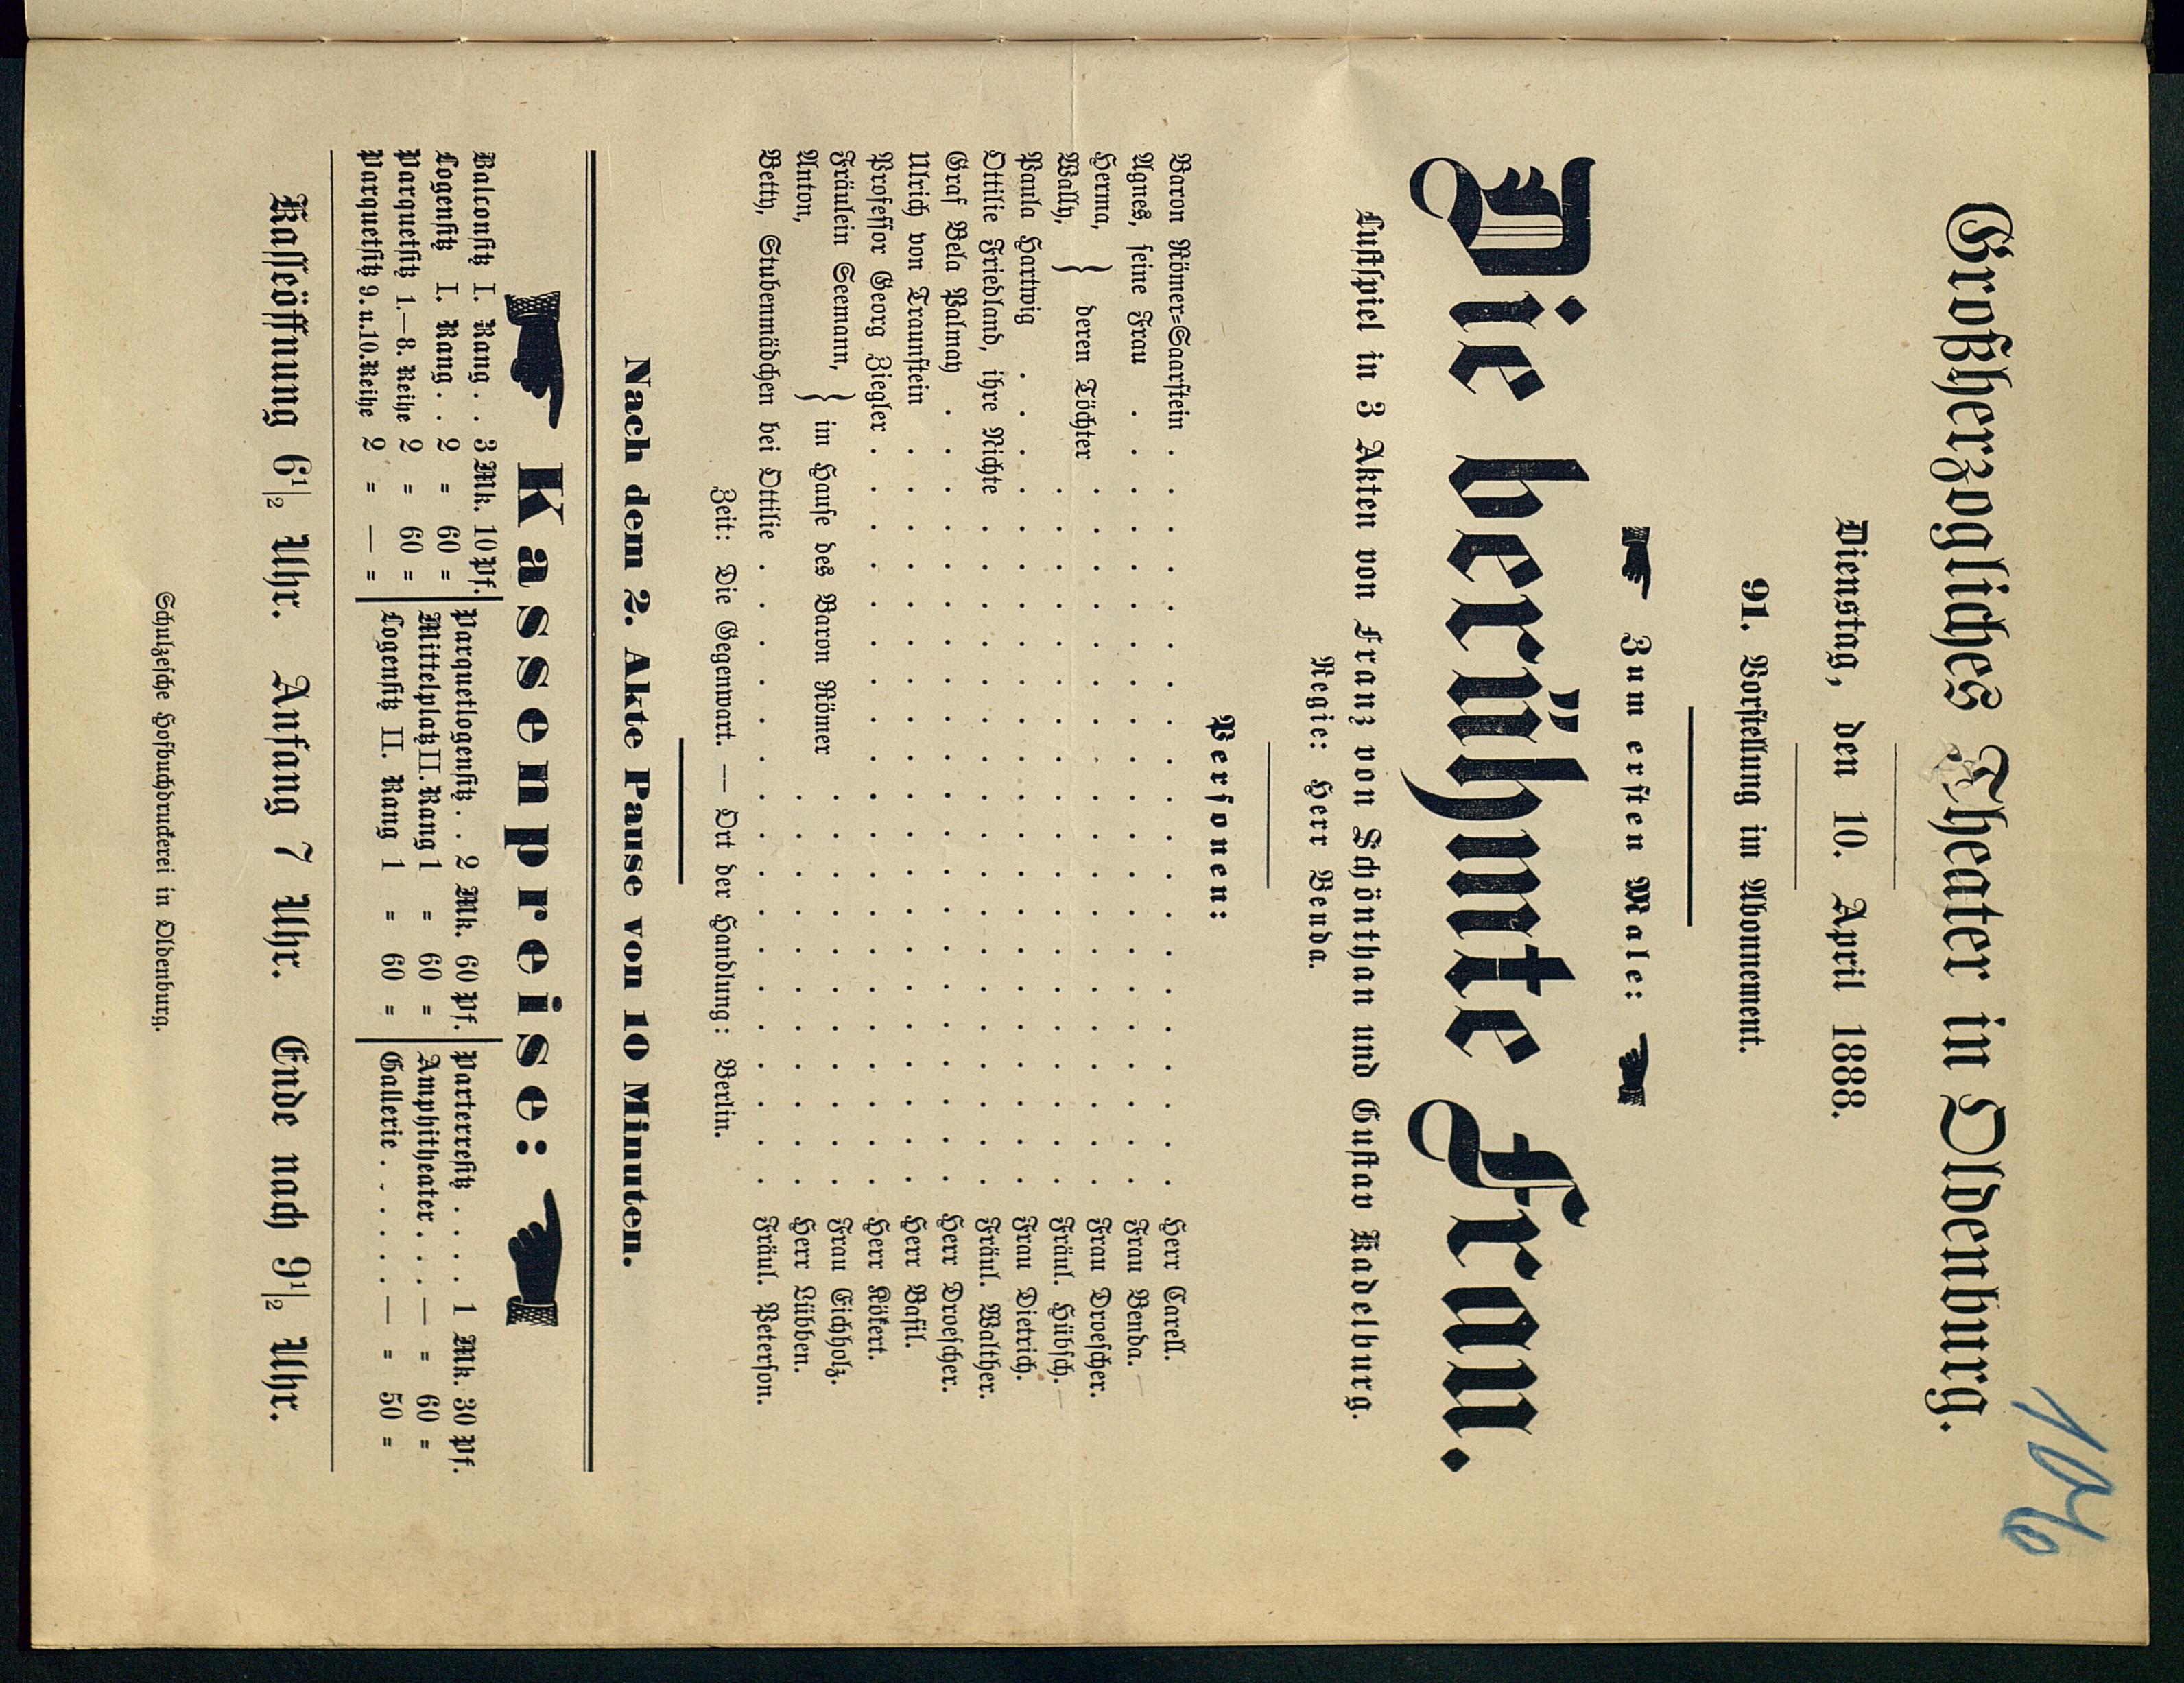 106
Großherzogliches Theater in Oldenburg.
Dienstag, den 10. April 1888.
91. Vorstellung im Abonnement.
Zum ersten Male:
Die berühmte Frau.
Lustspiel in 3 Akten von Franz von Schönthan und Gustav Kadelburg.
Regie: Herr Benda.
Personen:
Baron Römer=Saarstein . . . . . . . . . . . . . . . . . . . . Herr Carell.
Agnes, seine Frau . . . . . . . . . . . . . . . . . . . . . Frau Benda.
Herma, } deren Töchter . . . . . . . . . . . . . . . . . . . Frau Droescher.
Wally, } . . . . . . . . . . . . . . . . . . . Fräul. Hübsch.
Paula Hartwig . . . . . . . . . . . . . . . . . . . . . . Frau Dietrich.
Ottilie Friedland, ihre Nichte . . . . . . . . . . . . . . . . . . Fräul. Walther.
Graf Bela Palmay . . . . . . . . . . . . . . . . . . . . . Herr Droescher.
Ulrich von Traunstein . . . . . . . . . . . . . . . . . . . . Herr Basil.
Professor Georg Ziegler . . . . . . . . . . . . . . . . . . . . Herr Kökert.
Fräulein Seemann, } im Hause des Baron Römer . . . . . . . . . . . Frau Eichholz.
Anton, } . . . . . . . . . . . Herr Lübben.
Betty, Stubenmädchen bei Ottilie . . . . . . . . . . . . . . . . . Fräul. Peterson.
Zeit: Die Gegenwart. — Ort der Handlung: Berlin.
Nach dem 2. Akte Pause von 10 Minuten.
Kassenpreise:
Balconsitz I. Rang . . 3 Mk. 10 Pf.
Logensitz I. Rang . . 2 = 60 =
Parquetsitz 1.—8. Reihe 2 = 60 =
Parquetsitz 9. u. 10. Reihe 2 = — =
Parquetlogensitz . . 2 Mk. 60 Pf.
Mittelplatz II. Rang 1 = 60 =
Logensitz II. Rang 1 = 60 =
Parterresitz . . . . 1 Mk. 30 Pf.
Amphitheater . . . — = 60 =
Gallerie . . . . . . — = 50 =
Kasseöffnung 6 1/2 Uhr. Anfang 7 Uhr. Ende nach 9 1/2 Uhr.
Schulzesche Hofbuchdruckerei in Oldenburg.